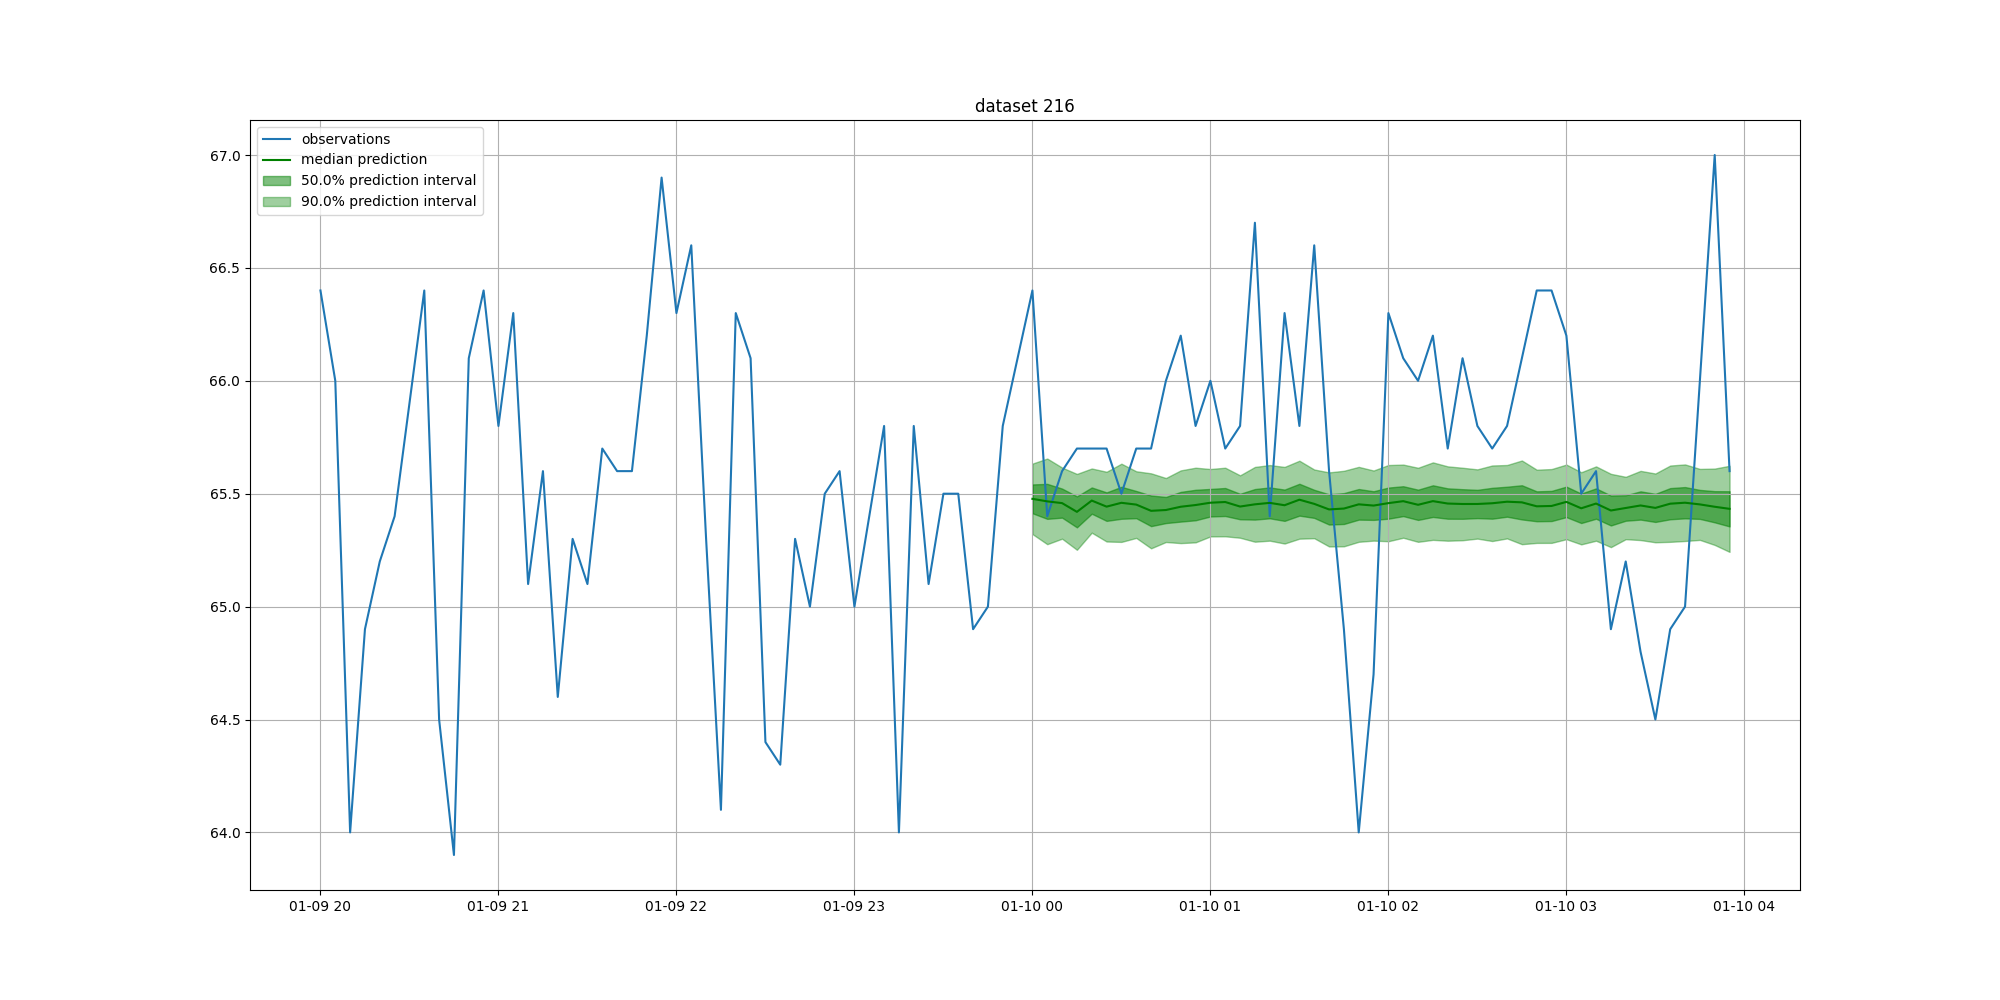 dataset 216
observations
median prediction
50.0% prediction interval
90.0% prediction interval
67.0
66.5
66.0
65.5
65.0
64.5
64.0
01-09 20 01-09 21 01-09 22 01-09 23 01-10 00 01-10 01 01-10 02 01-10 03 01-10 04